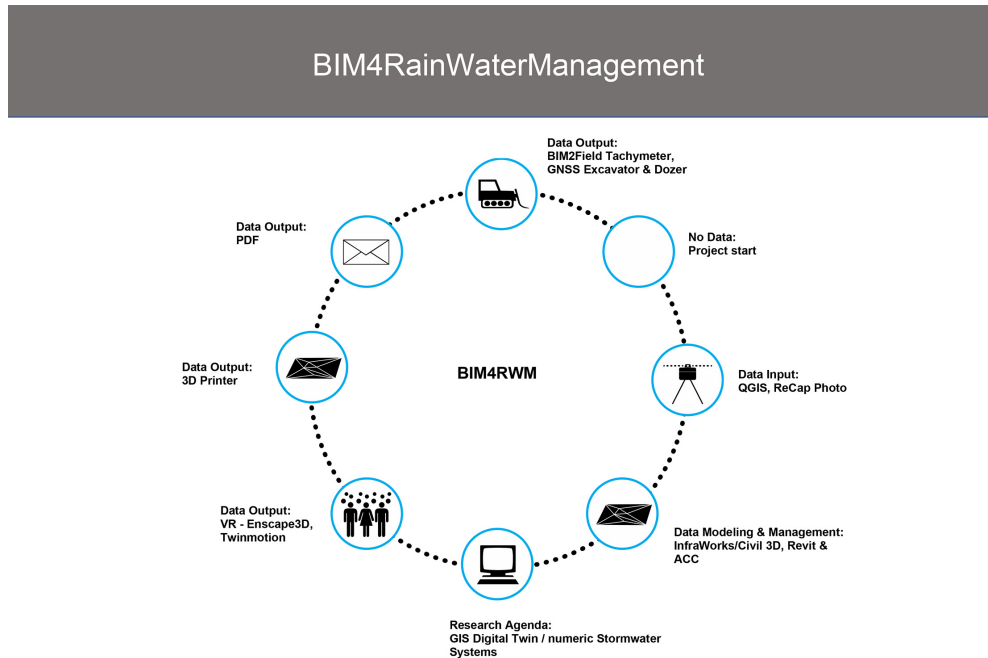 BIM4RainWaterManagement
Data Output:
BIM2Field Tachymeter,
GNSS Excavator & Dozer
Data Output:
PDF
No Data:
Project start
Data Output:
3D Printer
BIM4RWM
Data Input:
QGIS, ReCap Photo
Data Output:
VR - Enscape3D,
Twinmotion
Data Modeling & Management:
InfraWorks/Civil 3D, Revit &
ACC
Research Agenda:
GIS Digital Twin / numeric Stormwater
Systems